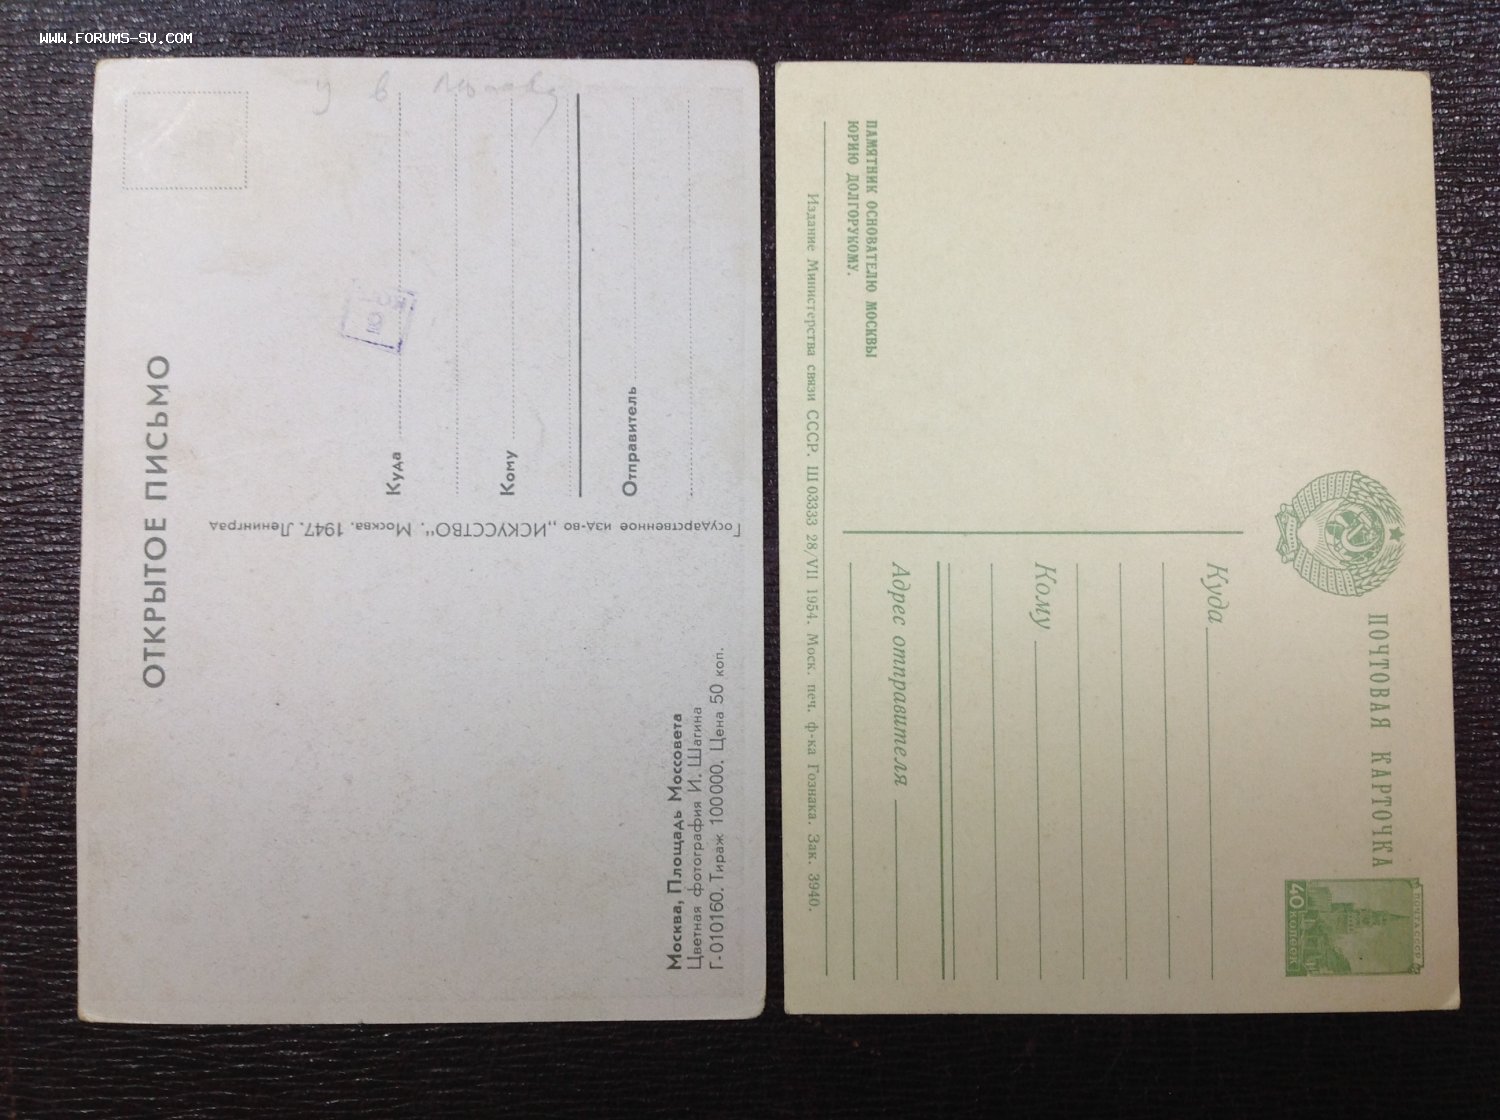 WWW.FORUMS-SU.COM
ОТКРЫТОЕ ПИСЬМО
Куда
Кому
Отправитель
Государственное изд-во „ИСКУССТВО“. Москва. 1947. Ленинград
Москва, Площадь Моссовета
Цветная фотография И. Шагина
Г-010160. Тираж 100000. Цена 50 коп.
ПОЧТОВАЯ КАРТОЧКА
ПОЧТА СССР
40
КОПЕЕК
Куда
Кому
Адрес отправителя
ПАМЯТНИК ОСНОВАТЕЛЮ МОСКВЫ
ЮРИЮ ДОЛГОРУКОМУ.
Издание Министерства связи СССР. Ш 03333 28/VII 1954. Моск. печ. ф-ка Гознака. Зак. 3940.